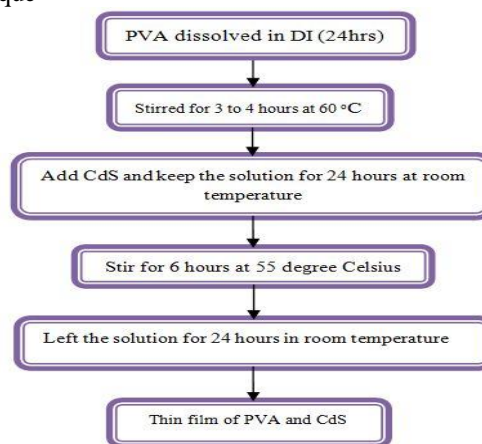 que
PVA dissolved in DI (24hrs)
Stirred for 3 to 4 hours at 60 °C
Add CdS and keep the solution for 24 hours at room
temperature
Stir for 6 hours at 55 degree Celsius
Left the solution for 24 hours in room temperature
Thin film of PVA and CdS